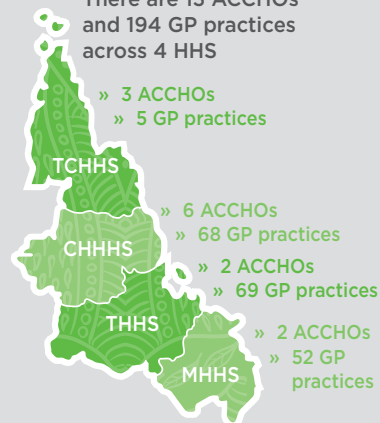 There are 13 ACCHOs
and 194 GP practices
across 4 HHS
» 3 ACCHOs
» 5 GP practices
TCHHS
» 6 ACCHOs
» 68 GP practices
CHHHS
» 2 ACCHOs
» 69 GP practices
THHS
» 2 ACCHOs
» 52 GP
practices
MHHS